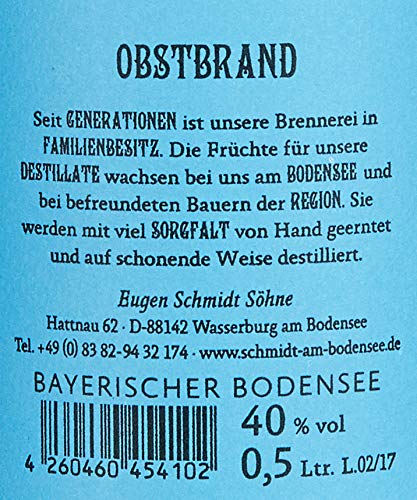 OBSTBRAND
Seit GENERATIONEN ist unsere Brennerei in
FAMILIENBESITZ. Die Früchte für unsere
DESTILLATE wachsen bei uns am BODENSEE und
bei befreundeten Bauern der REGION. Sie
werden mit viel SORGFALT von Hand geerntet
und auf schonende Weise destilliert.
Eugen Schmidt Söhne
Hattnau 62 · D-88142 Wasserburg am Bodensee
Tel. +49 (0) 83 82-94 32 174 · www.schmidt-am-bodensee.de
BAYERISCHER BODENSEE
40 % vol
4 260460 454102
0,5 Ltr. L.02/17